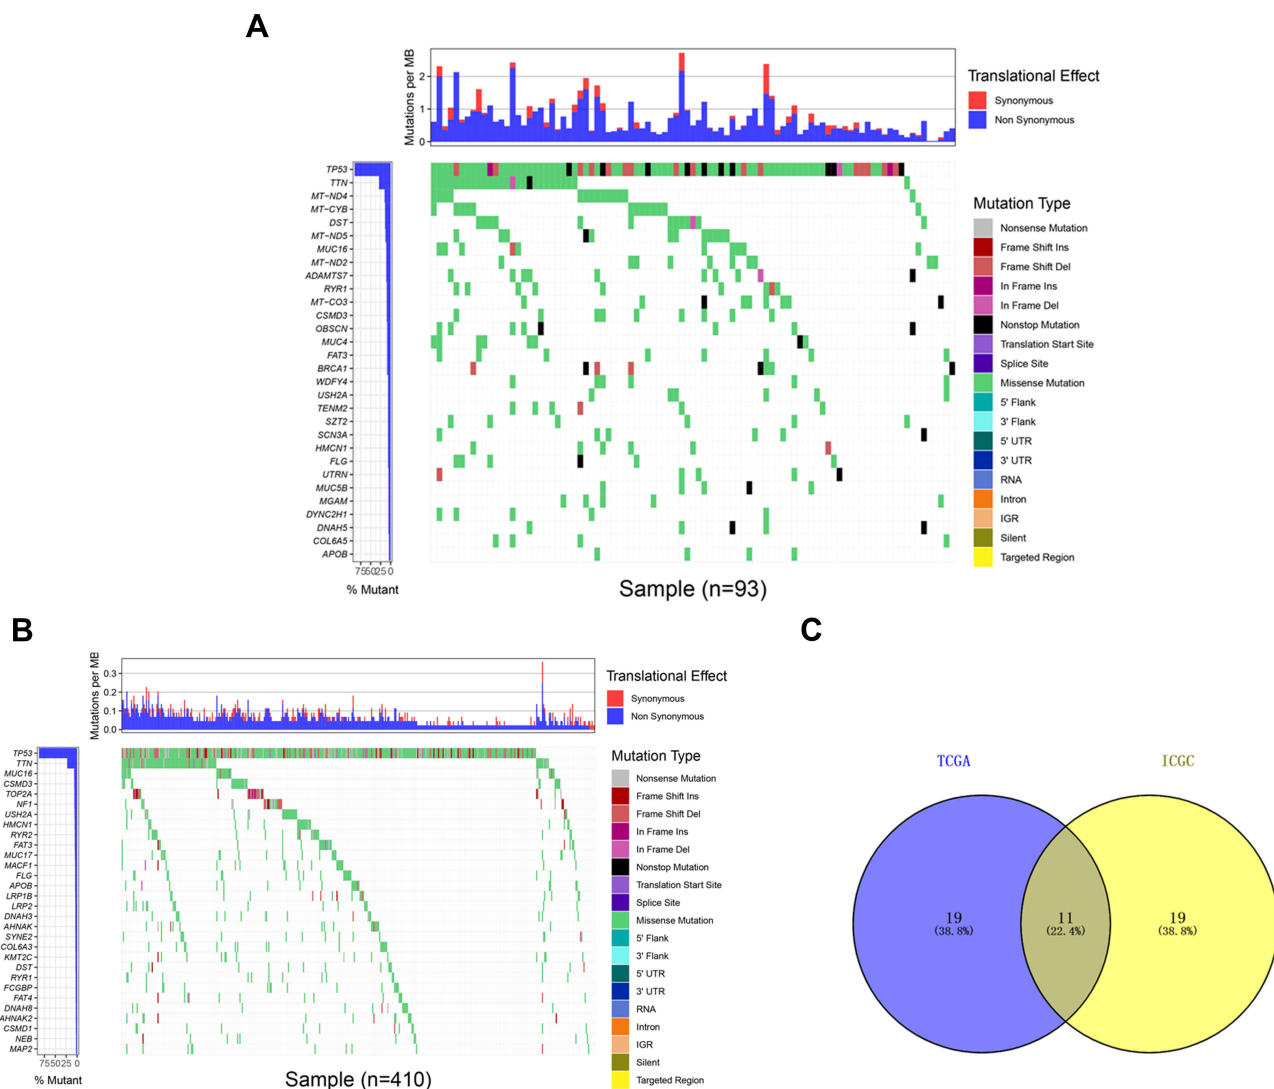 A
Mutations per MB
2
1
0
Translational Effect
Synonymous
Non Synonymous
TP53
TTN
MT−ND4
MT−CYB
DST
MT−ND5
MUC16
MT−ND2
ADAMTS7
RYR1
MT−CO3
CSMD3
OBSCN
MUC4
FAT3
BRCA1
WDFY4
USH2A
TENM2
SZT2
SCN3A
HMCN1
FLG
UTRN
MUC5B
MGAM
DYNC2H1
DNAH5
COL6A5
APOB
7550250
% Mutant
Sample (n=93)
Mutation Type
Nonsense Mutation
Frame Shift Ins
Frame Shift Del
In Frame Ins
In Frame Del
Nonstop Mutation
Translation Start Site
Splice Site
Missense Mutation
5' Flank
3' Flank
5' UTR
3' UTR
RNA
Intron
IGR
Silent
Targeted Region
B
Mutations per MB
0.3
0.2
0.1
0.0
Translational Effect
Synonymous
Non Synonymous
TP53
TTN
MUC16
CSMD3
TOP2A
NF1
USH2A
HMCN1
RYR2
FAT3
MUC17
MACF1
FLG
APOB
LRP1B
LRP2
DNAH3
AHNAK
SYNE2
COL6A3
KMT2C
DST
RYR1
FCGBP
FAT4
DNAH8
AHNAK2
CSMD1
NEB
MAP2
755025 0
% Mutant
Sample (n=410)
Mutation Type
Nonsense Mutation
Frame Shift Ins
Frame Shift Del
In Frame Ins
In Frame Del
Nonstop Mutation
Translation Start Site
Splice Site
Missense Mutation
5' Flank
3' Flank
5' UTR
3' UTR
RNA
Intron
IGR
Silent
Targeted Region
C
TCGA
ICGC
19
(38.8%)
11
(22.4%)
19
(38.8%)